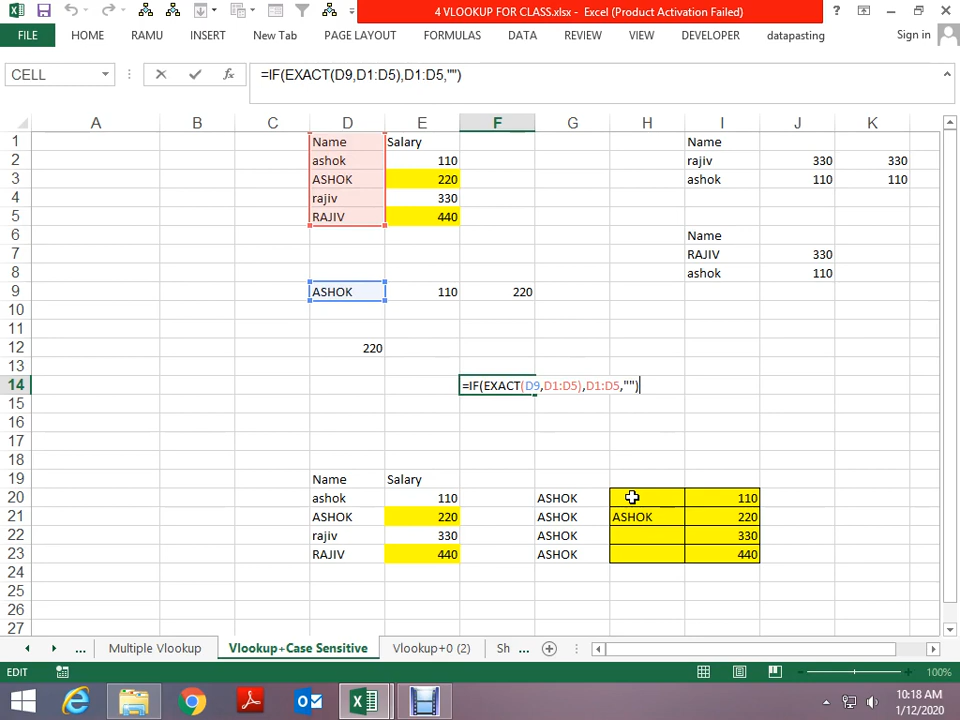 4 VLOOKUP FOR CLASS.xlsx - Excel (Product Activation Failed)
FILE HOME RAMU INSERT New Tab PAGE LAYOUT FORMULAS DATA REVIEW VIEW DEVELOPER datapasting Sign in
CELL =IF(EXACT(D9,D1:D5),D1:D5,"")
A B C D E F G H I J K
1 Name Salary Name
2 ashok 110 rajiv 330 330
3 ASHOK 220 ashok 110 110
4 rajiv 330
5 RAJIV 440
6 Name
7 RAJIV 330
8 ashok 110
9 ASHOK 110 220
10
11
12 220
13
14 =IF(EXACT(D9,D1:D5),D1:D5,"")
15
16
17
18
19 Name Salary
20 ashok 110 ASHOK 110
21 ASHOK 220 ASHOK ASHOK 220
22 rajiv 330 ASHOK 330
23 RAJIV 440 ASHOK 440
24
25
26
27
... Multiple Vlookup Vlookup+Case Sensitive Vlookup+0 (2) Sh ...
EDIT 100%
10:18 AM
1/12/2020